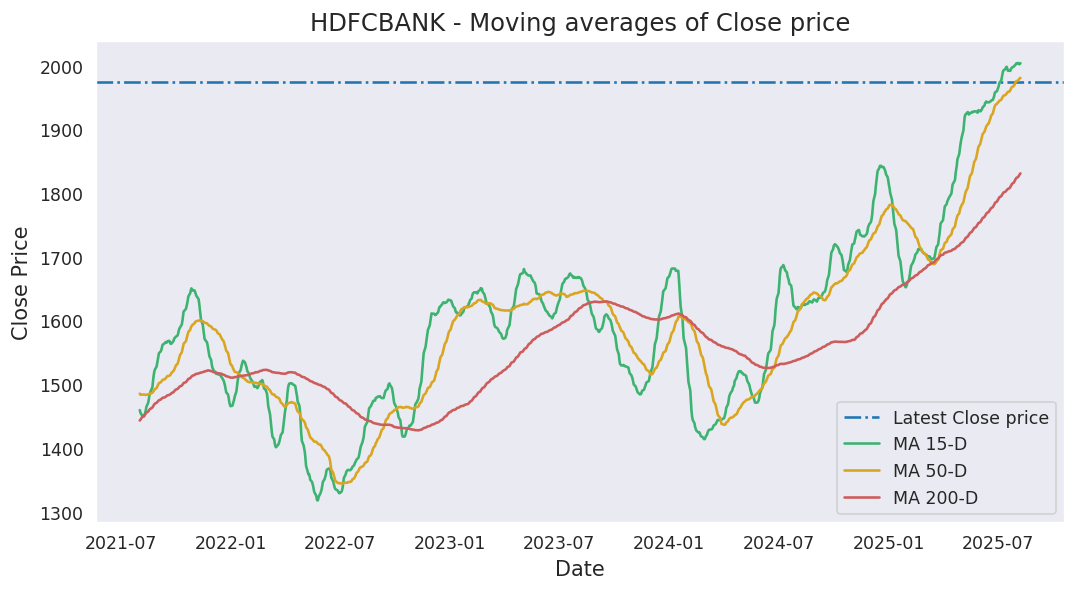 HDFCBANK - Moving averages of Close price
2000
1900
1800
1700
1600
1500
1400
1300
Close Price
2021-07 2022-01 2022-07 2023-01 2023-07 2024-01 2024-07 2025-01 2025-07
Date
Latest Close price
MA 15-D
MA 50-D
MA 200-D